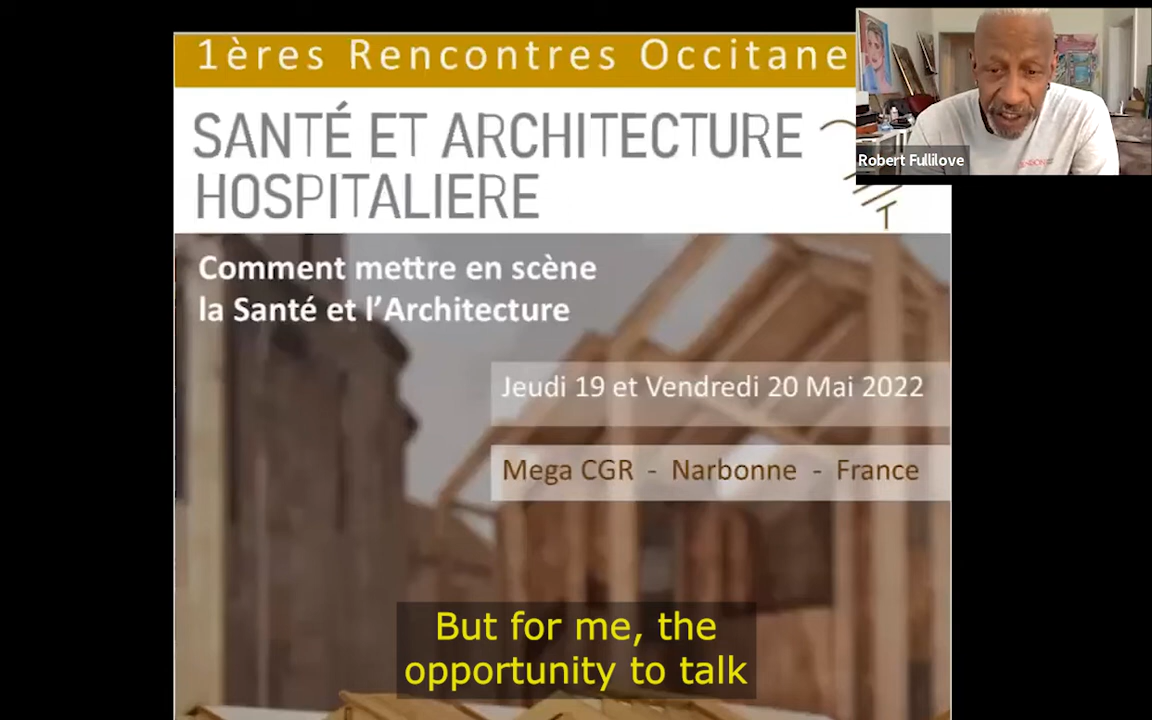 1ères Rencontres Occitane
SANTÉ ET ARCHITECTURE
HOSPITALIERE
Robert Fullilove
Comment mettre en scène
la Santé et l’Architecture
Jeudi 19 et Vendredi 20 Mai 2022
Mega CGR - Narbonne - France
But for me, the
opportunity to talk